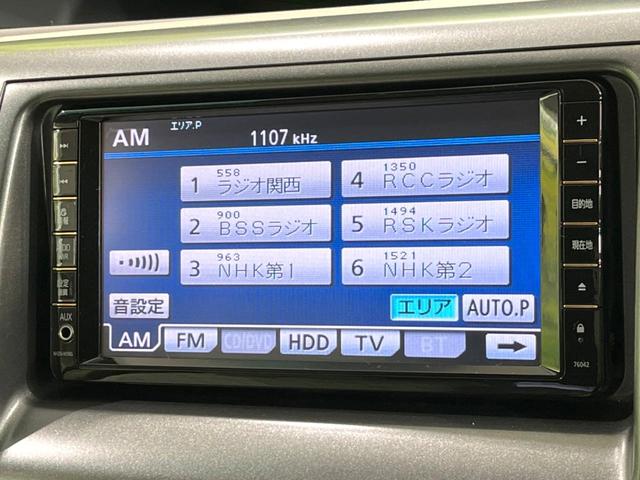 エリア.P
AM
1107 kHz
558
1 ラジオ関西
1350
4 RCCラジオ
900
2 BSSラジオ
1494
5 RSKラジオ
963
3 NHK第1
1521
6 NHK第2
音設定
エリア
AUTO.P
AM
FM
CD/DVD
HDD
TV
BT
目的地
現在地
AUX
76042